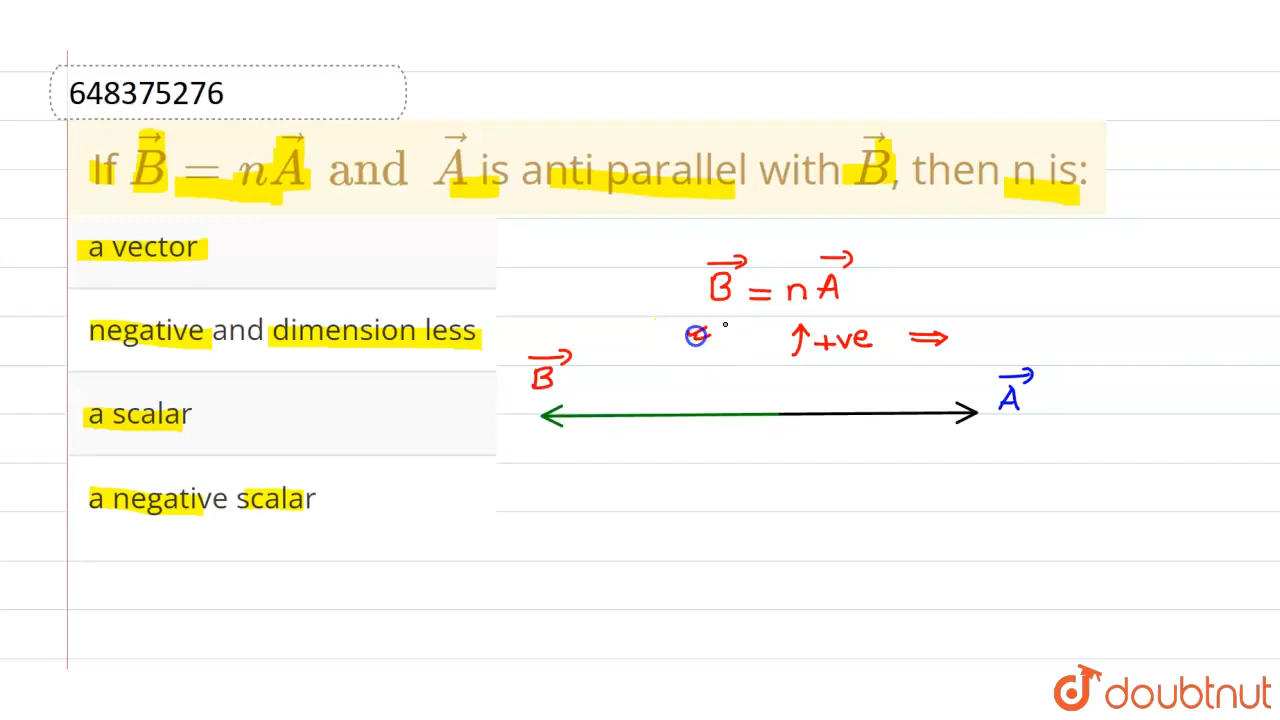 648375276
If $\vec{B} = n\vec{A}$ and $\vec{A}$ is anti parallel with $\vec{B}$, then n is:
a vector
negative and dimension less
a scalar
a negative scalar
$\vec{B} = n\vec{A}$
↑ +ve ⇒
$\vec{B}$
$\vec{A}$
doubtnut